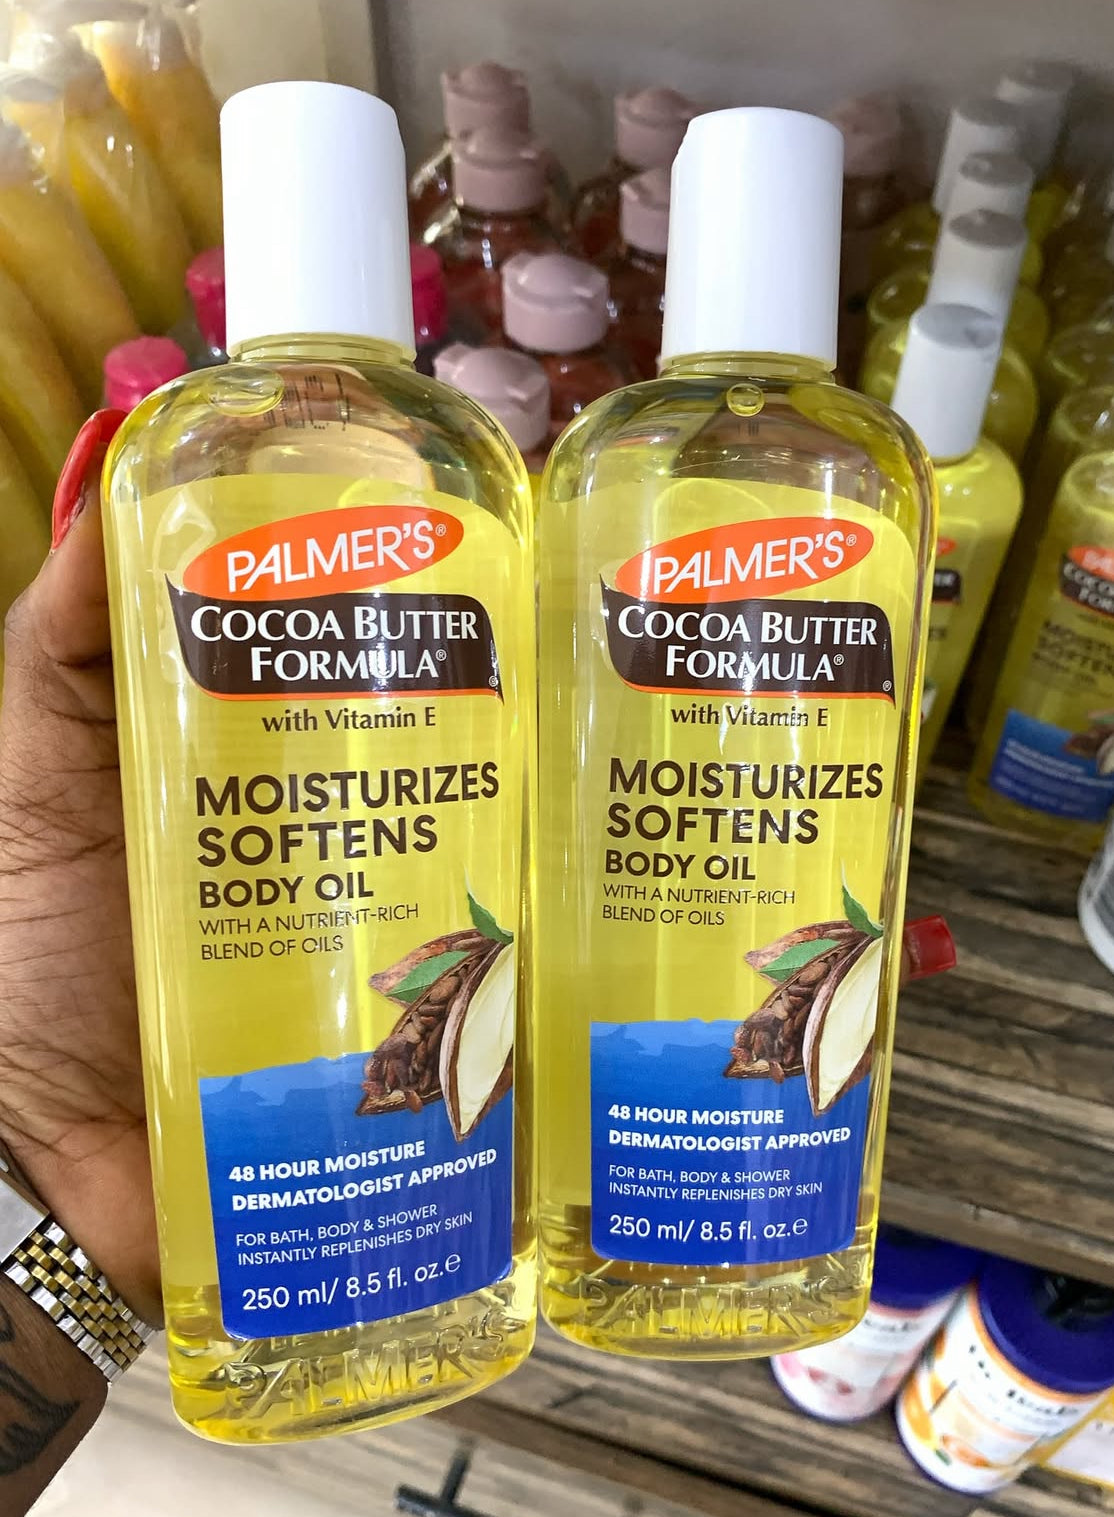 PALMER'S®
COCOA BUTTER
FORMULA®
with Vitamin E
MOISTURIZES
SOFTENS
BODY OIL
WITH A NUTRIENT-RICH
BLEND OF OILS
48 HOUR MOISTURE
DERMATOLOGIST APPROVED
FOR BATH, BODY & SHOWER
INSTANTLY REPLENISHES DRY SKIN
250 ml/ 8.5 fl. oz.℮
PALMER'S
PALMER'S®
COCOA BUTTER
FORMULA®
with Vitamin E
MOISTURIZES
SOFTENS
BODY OIL
WITH A NUTRIENT-RICH
BLEND OF OILS
48 HOUR MOISTURE
DERMATOLOGIST APPROVED
FOR BATH, BODY & SHOWER
INSTANTLY REPLENISHES DRY SKIN
250 ml/ 8.5 fl. oz.℮
PALMER'S